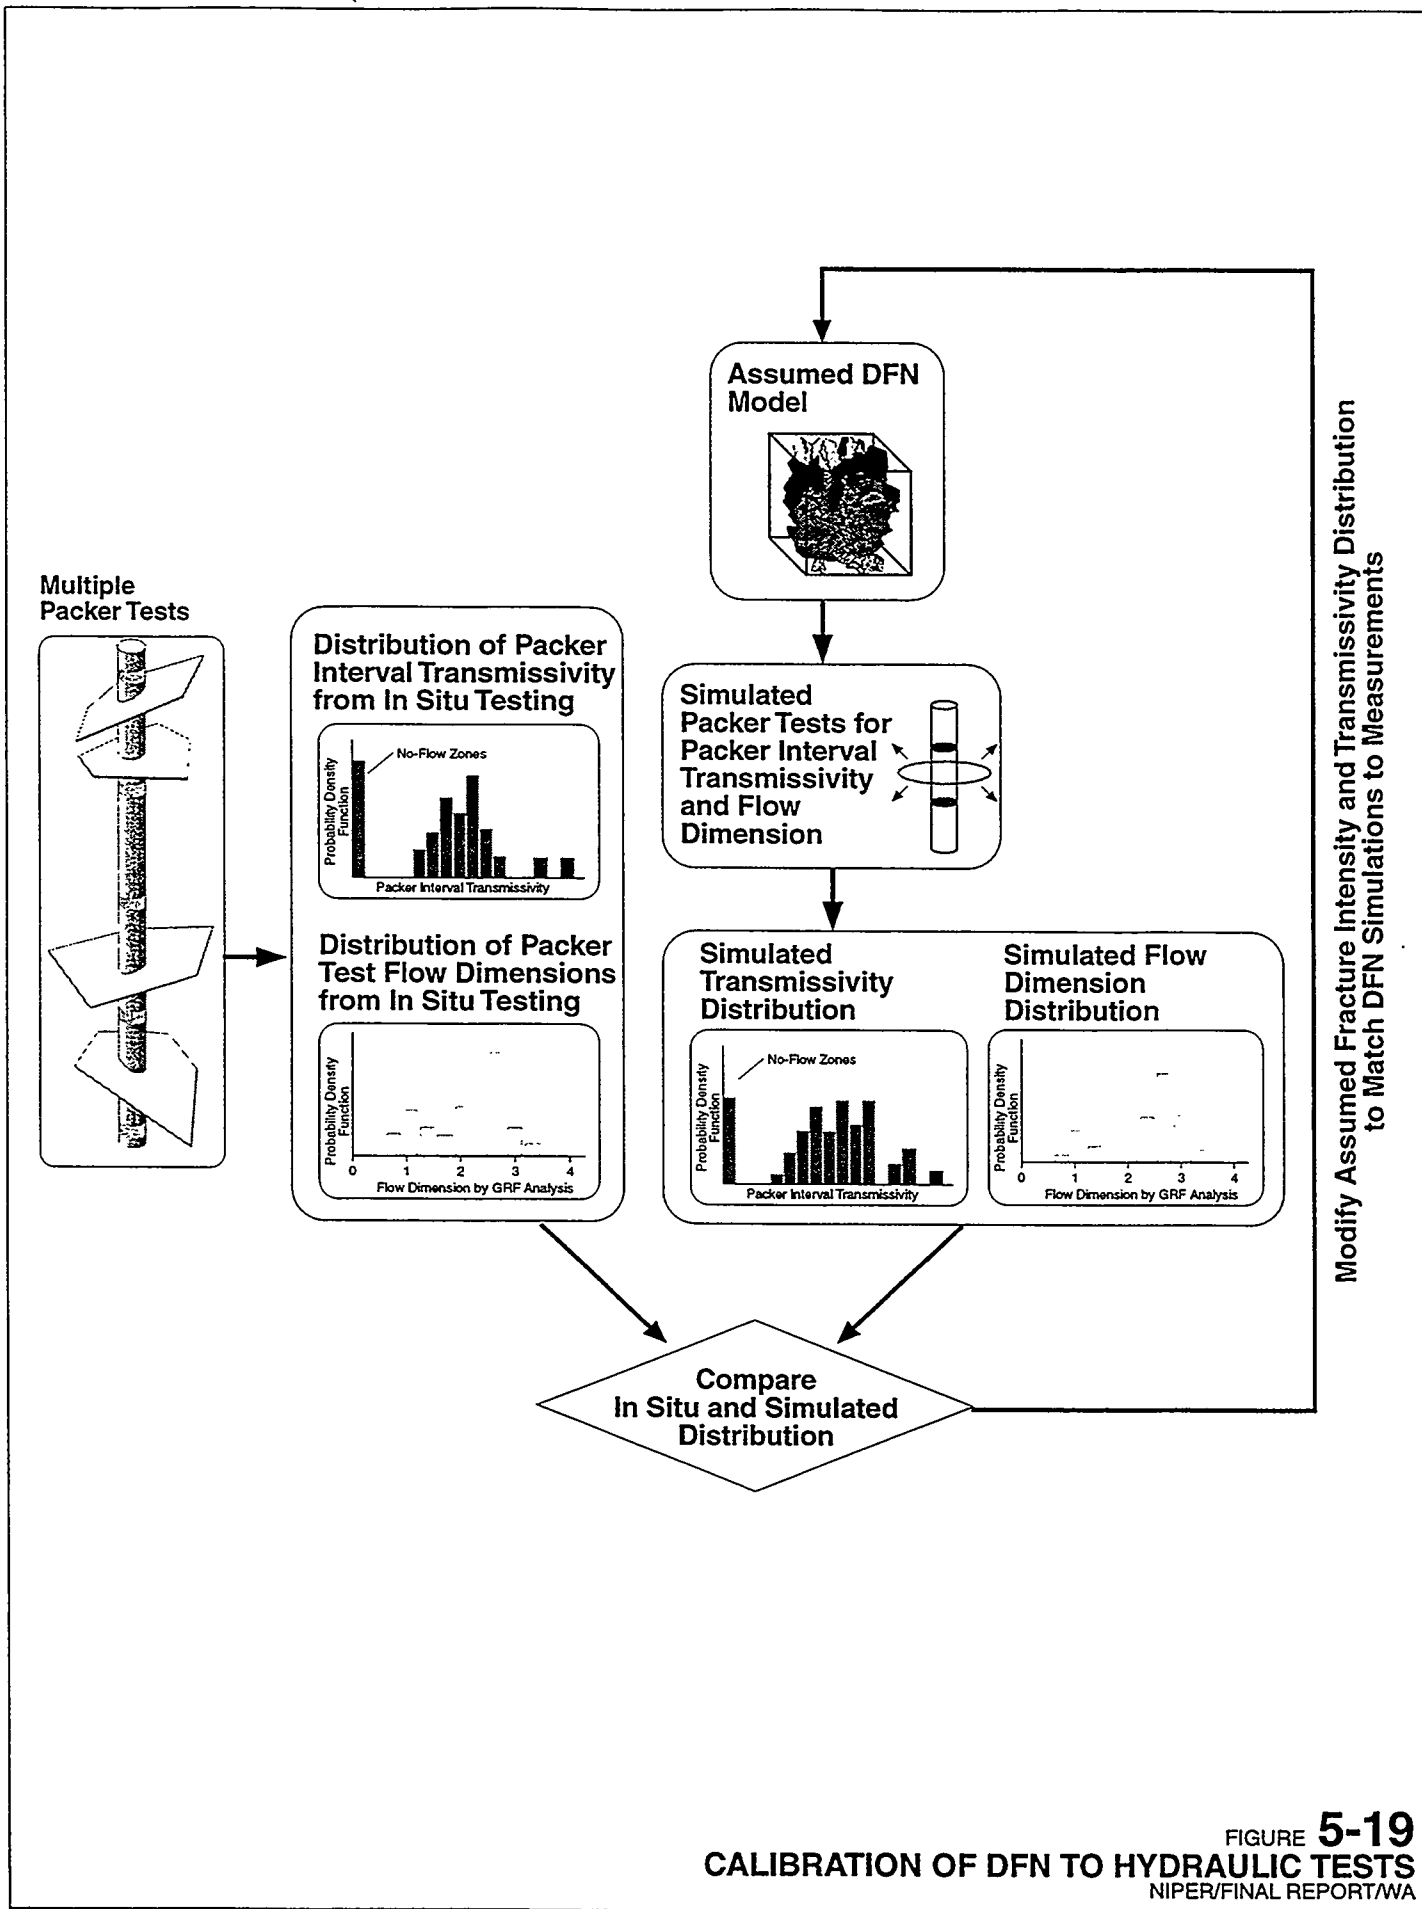 Assumed DFN
Model
Multiple
Packer Tests
Distribution of Packer
Interval Transmissivity
from In Situ Testing
No-Flow Zones
Probability Density
Function
Packer Interval Transmissivity
Distribution of Packer
Test Flow Dimensions
from In Situ Testing
Probability Density
Function
0 1 2 3 4
Flow Dimension by GRF Analysis
Simulated
Packer Tests for
Packer Interval
Transmissivity
and Flow
Dimension
Simulated
Transmissivity
Distribution
No-Flow Zones
Probability Density
Function
Packer Interval Transmissivity
Simulated Flow
Dimension
Distribution
Probability Density
Function
0 1 2 3 4
Flow Dimension by GRF Analysis
Compare
In Situ and Simulated
Distribution
Modify Assumed Fracture Intensity and Transmissivity Distribution
to Match DFN Simulations to Measurements
FIGURE 5-19
CALIBRATION OF DFN TO HYDRAULIC TESTS
NIPER/FINAL REPORT/WA